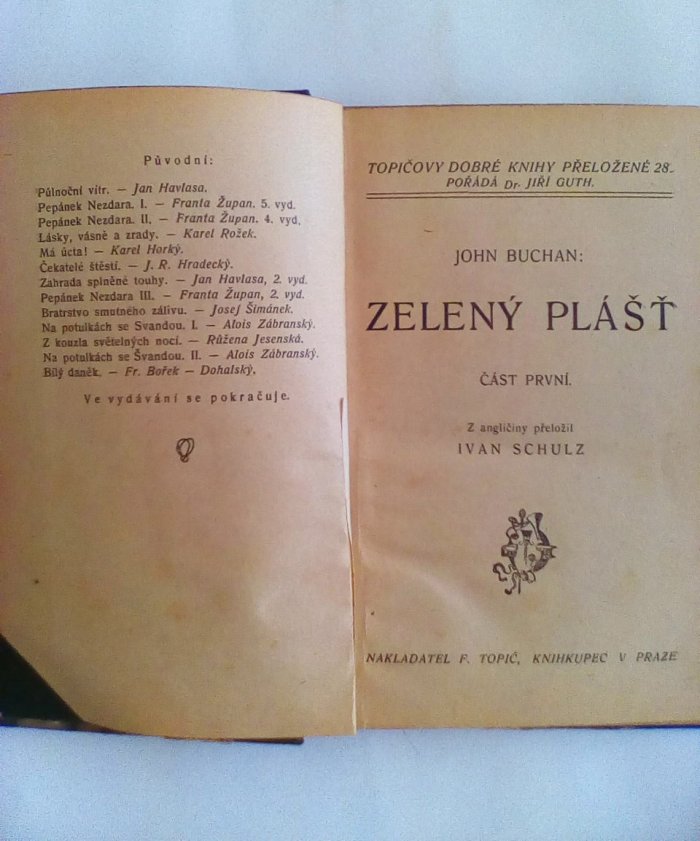 Původní:
Půlnoční vítr. — Jan Havlasa.
Pepánek Nezdara. I. — Franta Župan. 5. vyd.
Pepánek Nezdara. II. — Franta Župan. 4. vyd.
Lásky, vásně a zrady. — Karel Rožek.
Má úcta! — Karel Horký.
Čekatelé štěstí. — J. R. Hradecký.
Zahrada splněné touhy. — Jan Havlasa, 2. vyd.
Pepánek Nezdara III. — Franta Župan, 2. vyd.
Bratrstvo smutného zálivu. — Josef Šimánek.
Na potulkách se Svandou. I. — Alois Zábranský.
Z kouzla světelných nocí. — Růžena Jesenská.
Na potulkách se Švandou. II. — Alois Zábranský.
Bílý daněk. — Fr. Bořek - Dohalský.
Ve vydávání se pokračuje.
TOPIČOVY DOBRÉ KNIHY PŘELOŽENÉ 28.
POŘÁDÁ Dr. JIŘÍ GUTH.
JOHN BUCHAN:
ZELENÝ PLÁŠŤ
ČÁST PRVNÍ.
Z angličiny přeložil
IVAN SCHULZ
NAKLADATEL F. TOPIČ, KNIHKUPEC V PRAZE